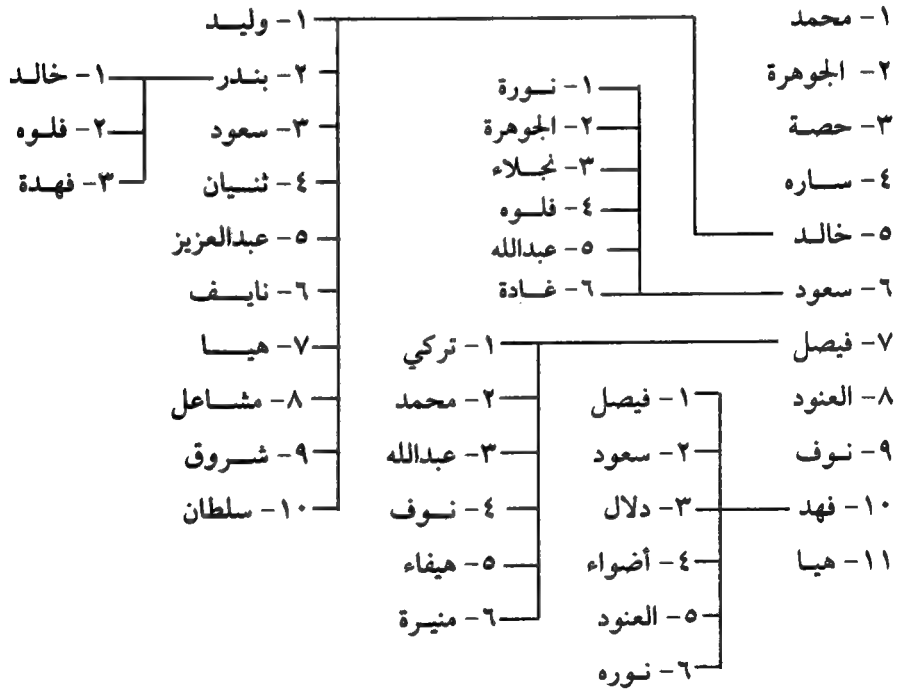 ١- محمد
٢- الجوهرة
٣- حصة
٤- ساره
٥- خالد
٦- سعود
٧- فيصل
٨- العنود
٩- نوف
١٠- فهد
١١- هيا
١- وليد
٢- بندر
٣- سعود
٤- ثنيان
٥- عبدالعزيز
٦- نايف
٧- هيا
٨- مشاعل
٩- شروق
١٠- سلطان
١- خالد
٢- فلوه
٣- فهدة
١- نورة
٢- الجوهرة
٣- نجلاء
٤- فلوه
٥- عبدالله
٦- غادة
١- تركي
٢- محمد
٣- عبدالله
٤- نوف
٥- هيفاء
٦- منيرة
١- فيصل
٢- سعود
٣- دلال
٤- أضواء
٥- العنود
٦- نوره